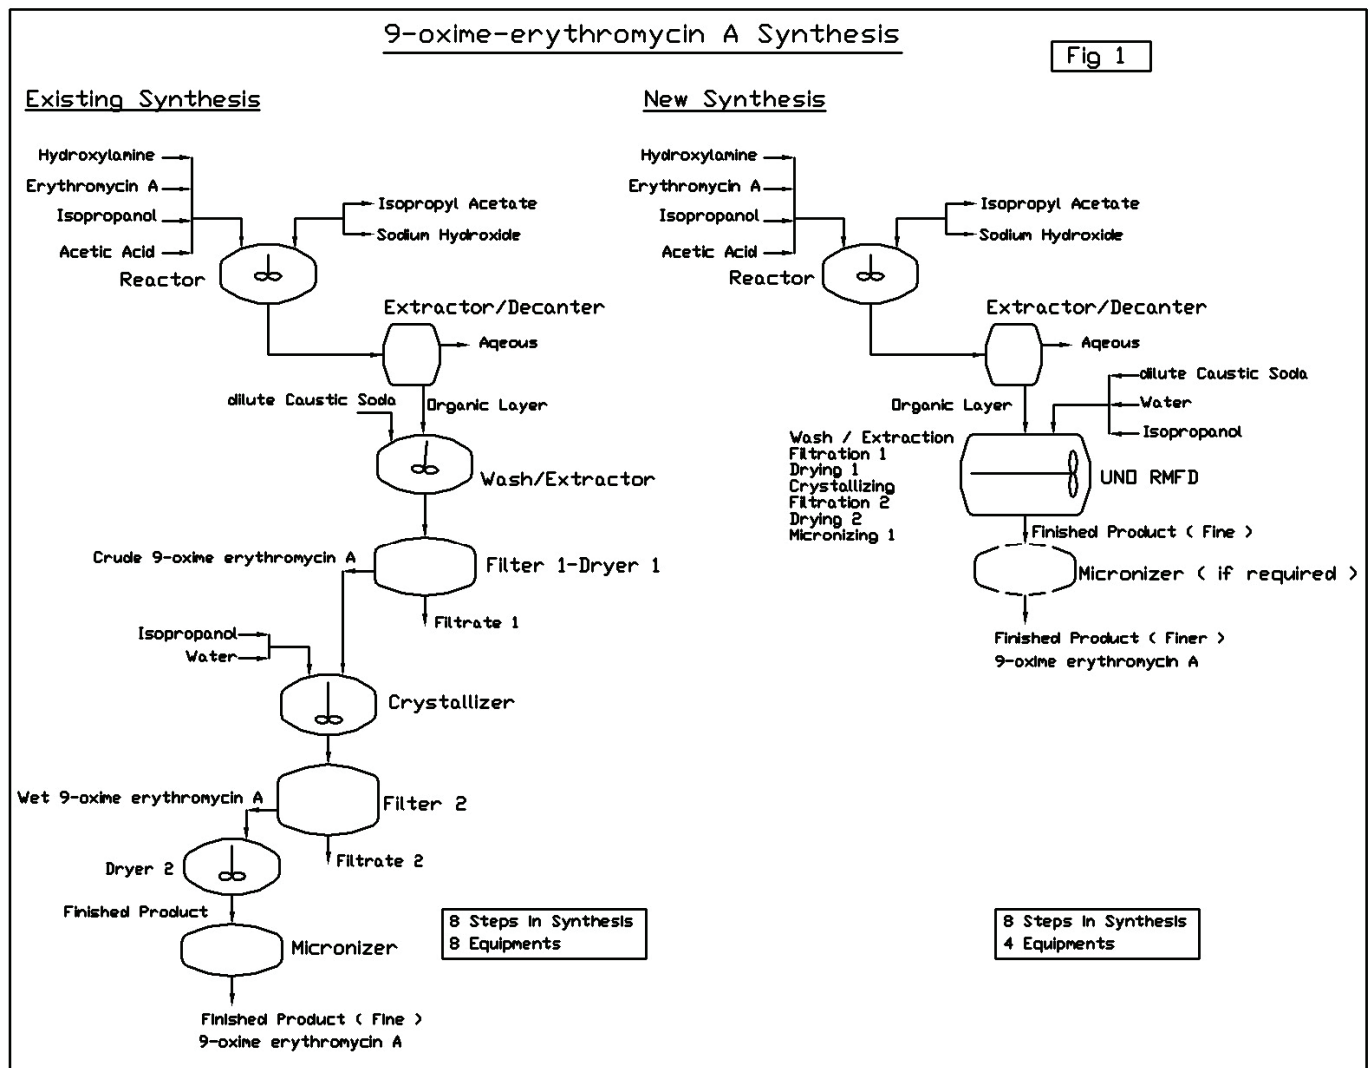 9-oxime-erythromycin A Synthesis
Fig 1
Existing Synthesis
Hydroxylamine
Erythromycin A
Isopropanol
Acetic Acid
Isopropyl Acetate
Sodium Hydroxide
Reactor
Extractor/Decanter
Aqeous
dilute Caustic Soda
Organic Layer
Wash/Extractor
Crude 9-oxime erythromycin A
Filter 1-Dryer 1
Filtrate 1
Isopropanol
Water
Crystallizer
Wet 9-oxime erythromycin A
Filter 2
Filtrate 2
Dryer 2
Finished Product
Micronizer
Finished Product ( Fine )
9-oxime erythromycin A
8 Steps in Synthesis
8 Equipments
New Synthesis
Hydroxylamine
Erythromycin A
Isopropanol
Acetic Acid
Isopropyl Acetate
Sodium Hydroxide
Reactor
Extractor/Decanter
Aqeous
dilute Caustic Soda
Water
Isopropanol
Organic Layer
Wash / Extraction
Filtration 1
Drying 1
Crystallizing
Filtration 2
Drying 2
Micronizing 1
UNO RMFD
Finished Product ( Fine )
Micronizer ( if required )
Finished Product ( Finer )
9-oxime erythromycin A
8 Steps in Synthesis
4 Equipments